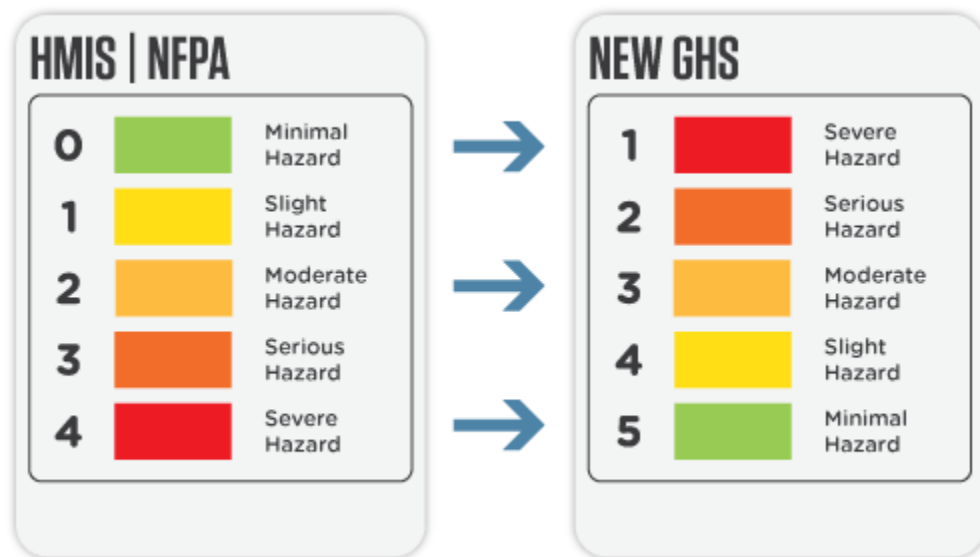 HMIS | NFPA
0
Minimal
Hazard
1
Slight
Hazard
2
Moderate
Hazard
3
Serious
Hazard
4
Severe
Hazard
NEW GHS
1
Severe
Hazard
2
Serious
Hazard
3
Moderate
Hazard
4
Slight
Hazard
5
Minimal
Hazard